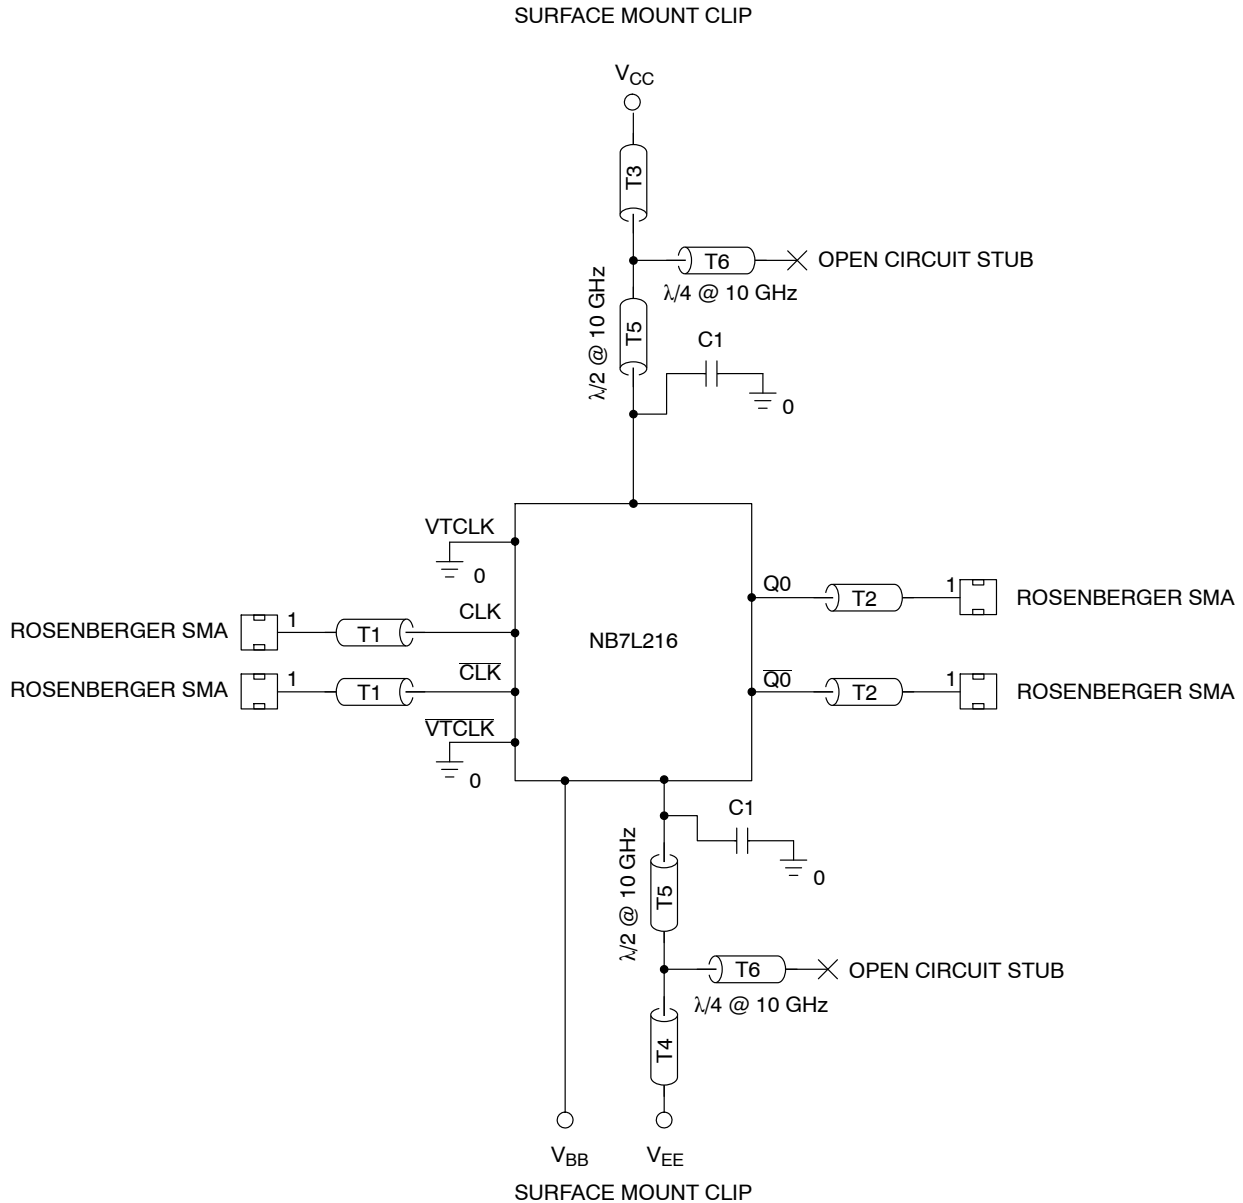 SURFACE MOUNT CLIP
VCC
T3
T6
OPEN CIRCUIT STUB
λ/4 @ 10 GHz
λ/2 @ 10 GHz
T5
C1
0
VTCLK
0
Q0
T2
1
ROSENBERGER SMA
ROSENBERGER SMA
1
T1
CLK
NB7L216
ROSENBERGER SMA
1
T1
C̅L̅K̅
Q̅0̅
T2
1
ROSENBERGER SMA
V̅T̅C̅L̅K̅
0
C1
0
λ/2 @ 10 GHz
T5
T6
OPEN CIRCUIT STUB
λ/4 @ 10 GHz
T4
VBB
VEE
SURFACE MOUNT CLIP